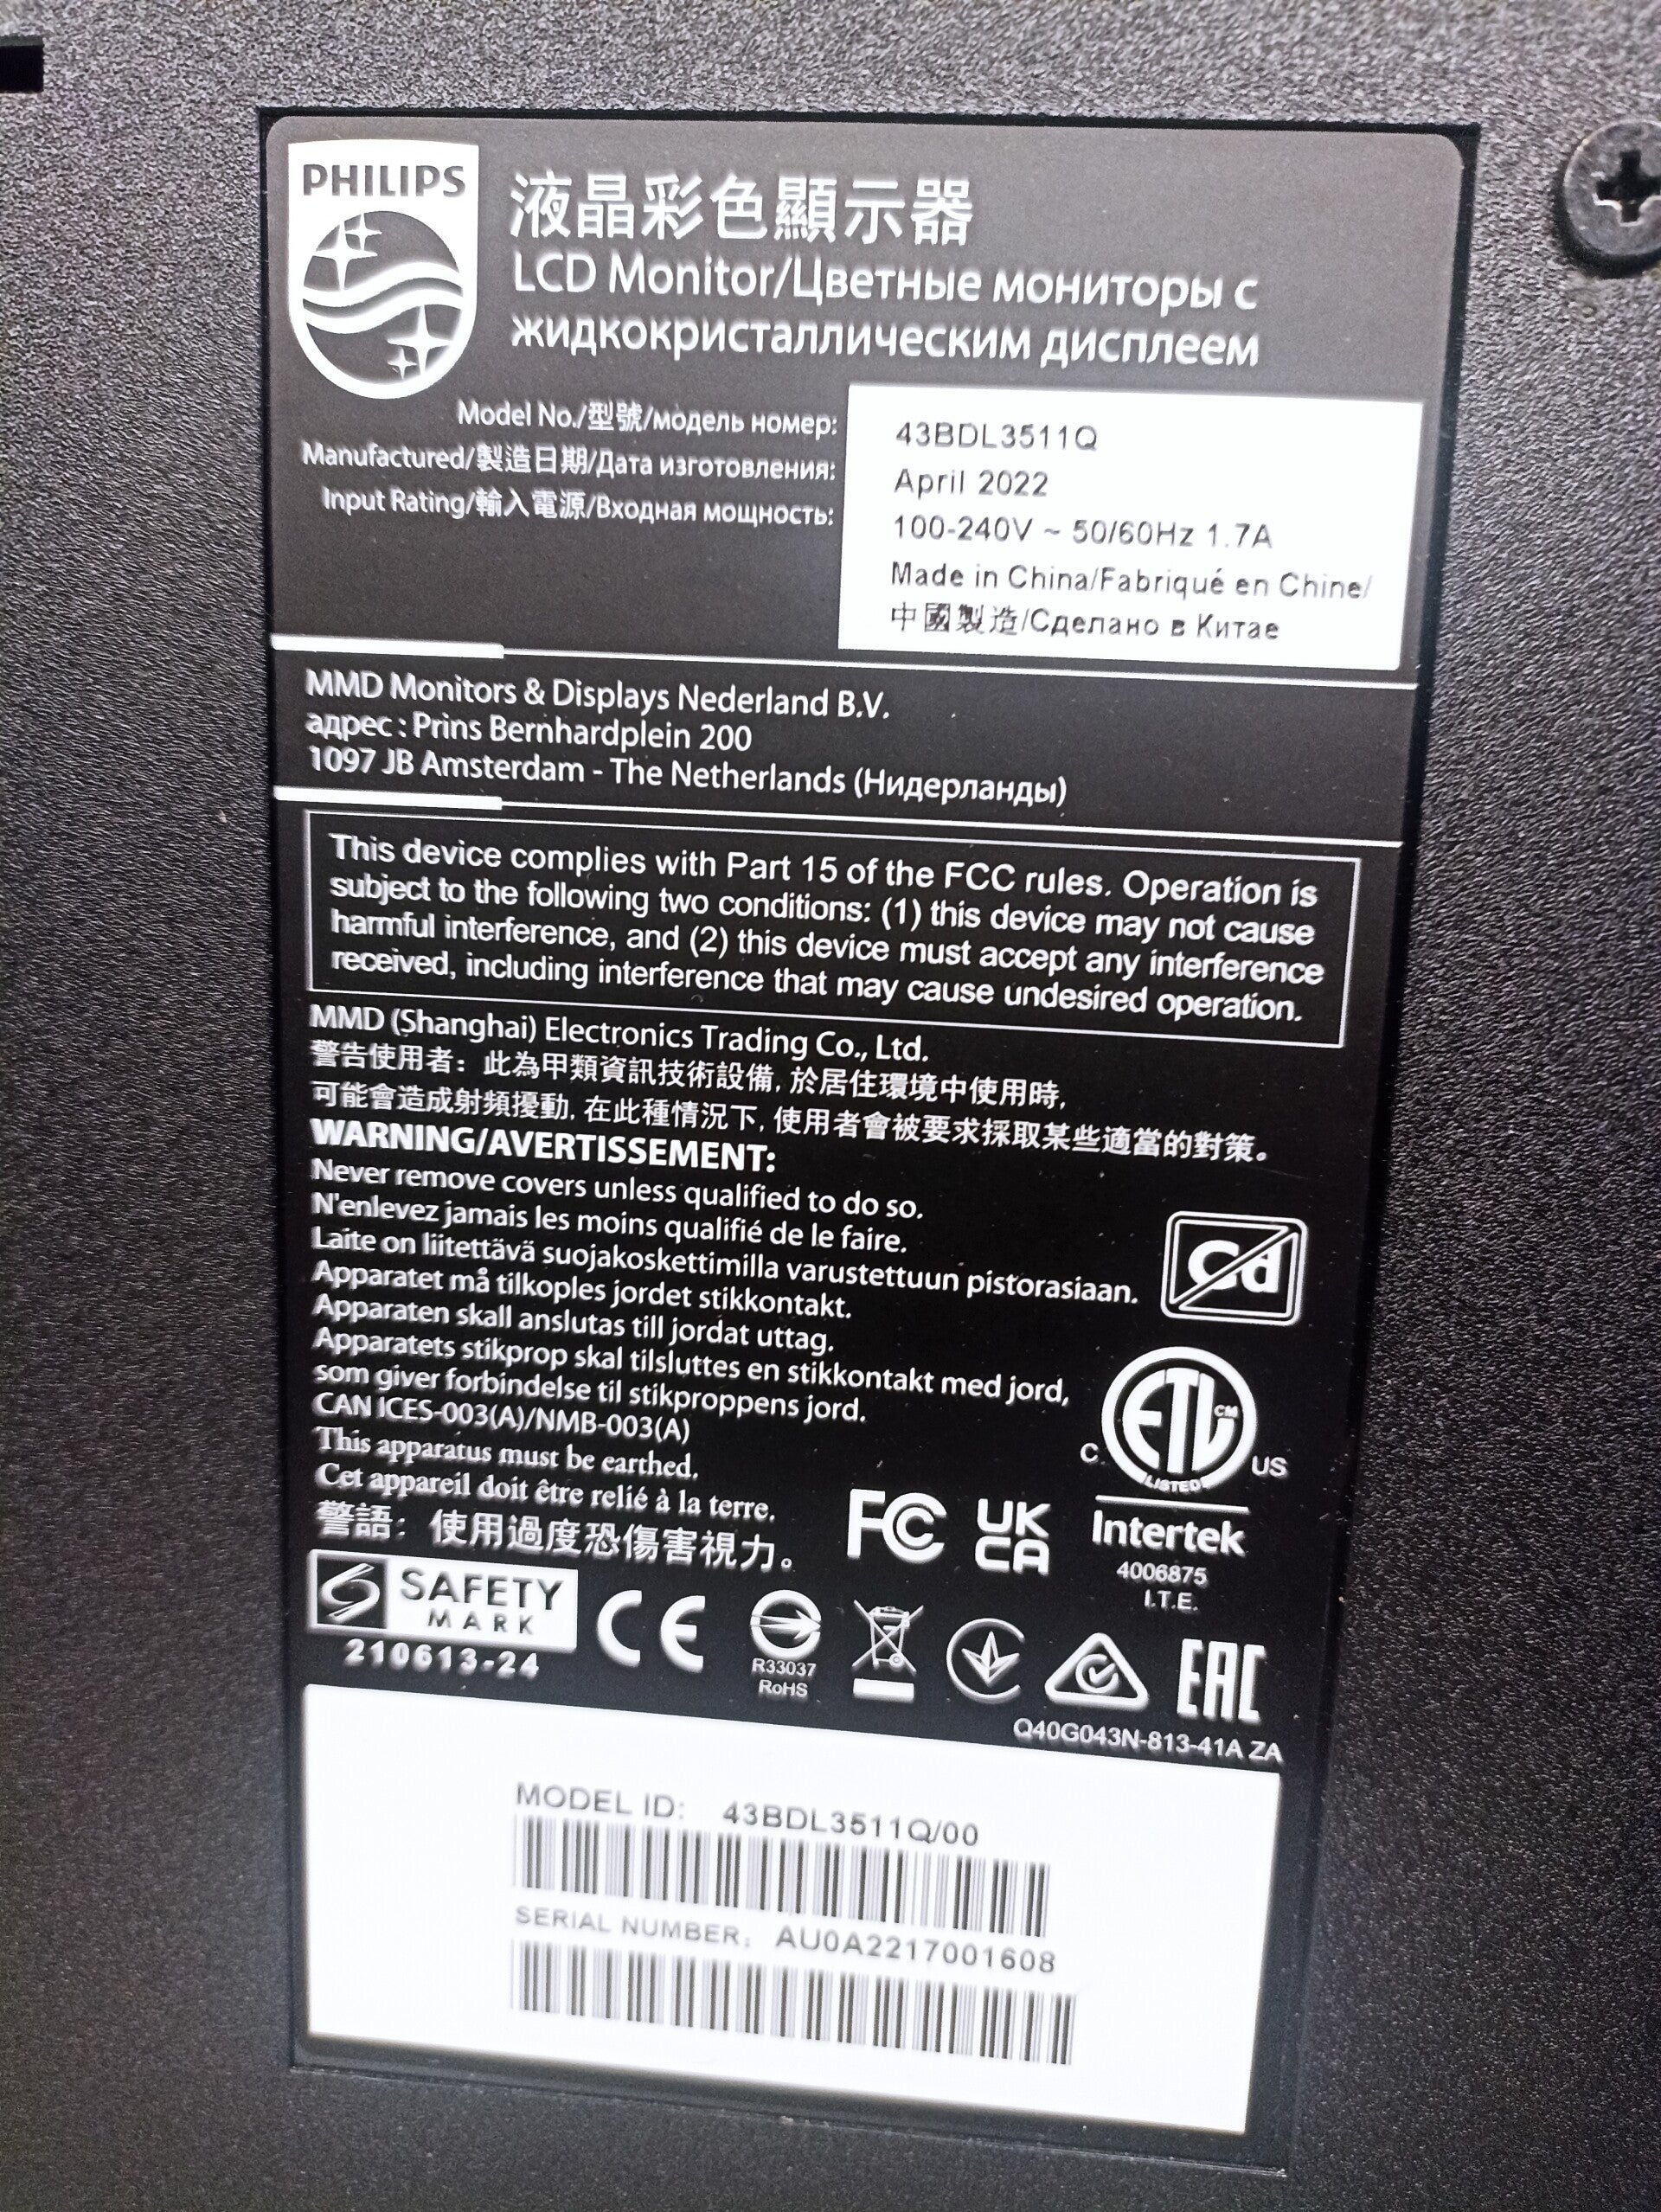 PHILIPS
液晶彩色顯示器
LCD Monitor/Цветные мониторы с
жидкокристаллическим дисплеем
Model No./型號/модель номер: 43BDL3511Q
Manufactured/製造日期/Дата изготовления: April 2022
Input Rating/輸入電源/Входная мощность: 100-240V ~ 50/60Hz 1.7A
Made in China/Fabriqué en Chine/
中國製造/Сделано в Китае
MMD Monitors & Displays Nederland B.V.
адрес : Prins Bernhardplein 200
1097 JB Amsterdam - The Netherlands (Нидерланды)
This device complies with Part 15 of the FCC rules. Operation is
subject to the following two conditions: (1) this device may not cause
harmful interference, and (2) this device must accept any interference
received, including interference that may cause undesired operation.
MMD (Shanghai) Electronics Trading Co., Ltd.
警告使用者：此為甲類資訊技術設備, 於居住環境中使用時,
可能會造成射頻擾動, 在此種情況下, 使用者會被要求採取某些適當的對策。
WARNING/AVERTISSEMENT:
Never remove covers unless qualified to do so.
N'enlevez jamais les moins qualifié de le faire.
Laite on liitettävä suojakoskettimilla varustettuun pistorasiaan.
Apparatet må tilkoples jordet stikkontakt.
Apparaten skall anslutas till jordat uttag.
Apparatets stikprop skal tilsluttes en stikkontakt med jord,
som giver forbindelse til stikproppens jord.
CAN ICES-003(A)/NMB-003(A)
This apparatus must be earthed.
Cet appareil doit être relié à la terre.
警語：使用過度恐傷害視力。
Cd
ETL CM
LISTED
C US
Intertek
4006875
I.T.E.
FC UK CA
SAFETY
MARK
210613-24
CE
R33037
RoHS
EAC
Q40G043N-813-41A ZA
MODEL ID: 43BDL3511Q/00
SERIAL NUMBER: AU0A2217001608